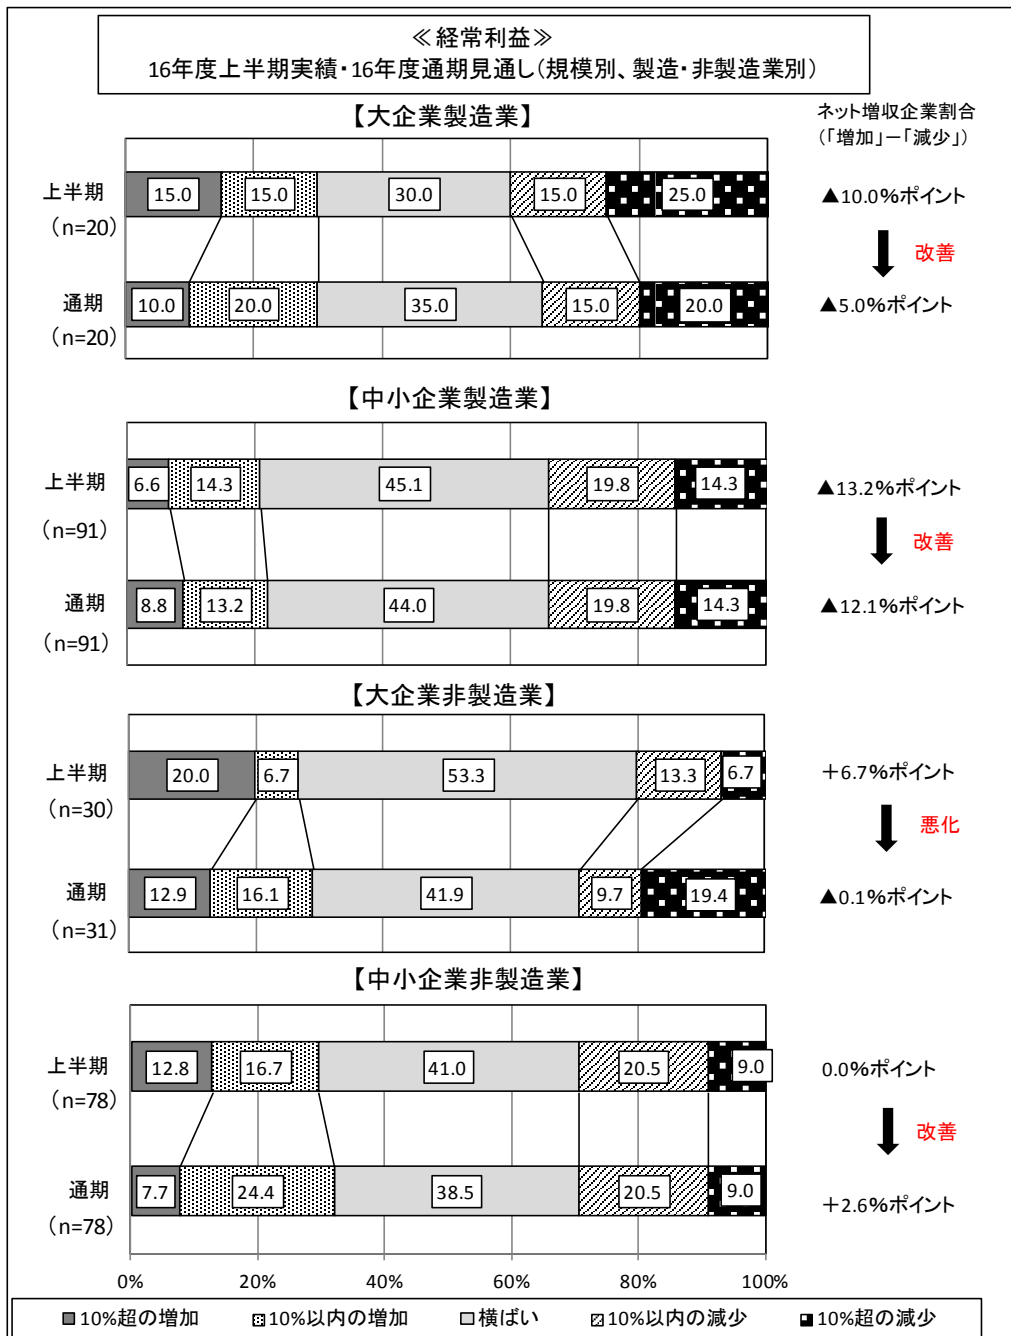 ≪経常利益≫
16年度上半期実績・16年度通期見通し(規模別、製造・非製造業別)
ネット増収企業割合
(「増加」－「減少」)
【大企業製造業】
上半期
(n=20)
15.0 15.0 30.0 15.0 25.0
▲10.0%ポイント
改善
通期
(n=20)
10.0 20.0 35.0 15.0 20.0
▲5.0%ポイント
【中小企業製造業】
上半期
(n=91)
6.6 14.3 45.1 19.8 14.3
▲13.2%ポイント
改善
通期
(n=91)
8.8 13.2 44.0 19.8 14.3
▲12.1%ポイント
【大企業非製造業】
上半期
(n=30)
20.0 6.7 53.3 13.3 6.7
＋6.7%ポイント
悪化
通期
(n=31)
12.9 16.1 41.9 9.7 19.4
▲0.1%ポイント
【中小企業非製造業】
上半期
(n=78)
12.8 16.7 41.0 20.5 9.0
0.0%ポイント
改善
通期
(n=78)
7.7 24.4 38.5 20.5 9.0
＋2.6%ポイント
0% 20% 40% 60% 80% 100%
10%超の増加 10%以内の増加 横ばい 10%以内の減少 10%超の減少